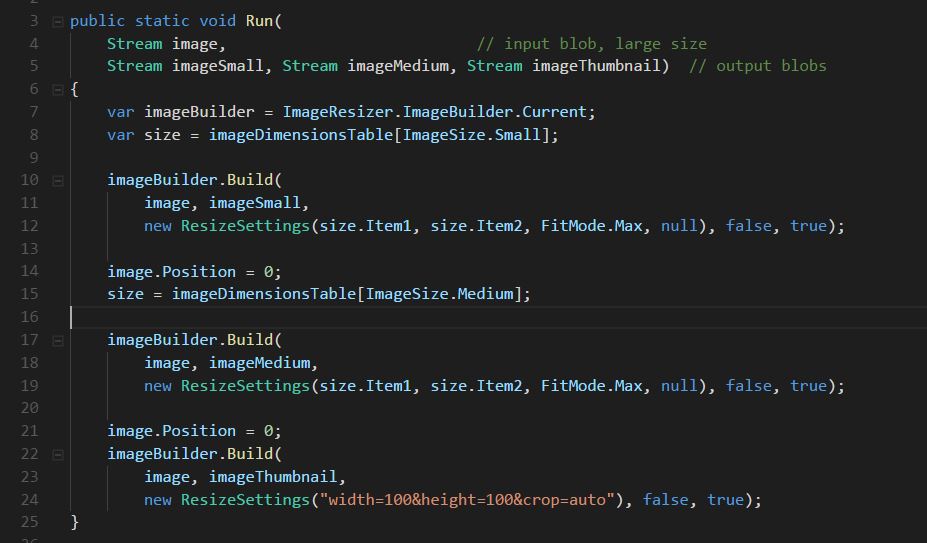 3 public static void Run(
4 Stream image, // input blob, large size
5 Stream imageSmall, Stream imageMedium, Stream imageThumbnail) // output blobs
6 {
7 var imageBuilder = ImageResizer.ImageBuilder.Current;
8 var size = imageDimensionsTable[ImageSize.Small];
9
10 imageBuilder.Build(
11 image, imageSmall,
12 new ResizeSettings(size.Item1, size.Item2, FitMode.Max, null), false, true);
13
14 image.Position = 0;
15 size = imageDimensionsTable[ImageSize.Medium];
16
17 imageBuilder.Build(
18 image, imageMedium,
19 new ResizeSettings(size.Item1, size.Item2, FitMode.Max, null), false, true);
20
21 image.Position = 0;
22 imageBuilder.Build(
23 image, imageThumbnail,
24 new ResizeSettings("width=100&height=100&crop=auto"), false, true);
25 }